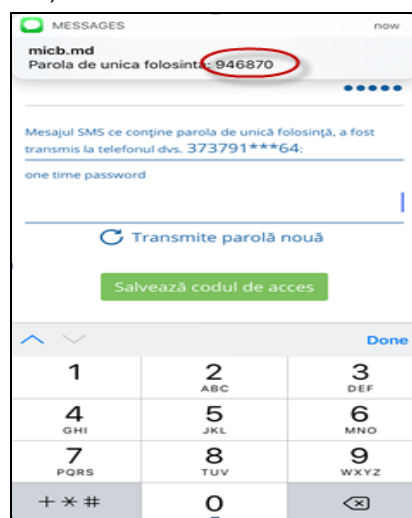 MESSAGES now
micb.md
Parola de unica folosinta: 946870
Mesajul SMS ce conține parola de unică folosință, a fost
transmis la telefonul dvs. 373791***64:
one time password
Transmite parolă nouă
Salvează codul de acces
Done
1 2 3
ABC DEF
4 5 6
GHI JKL MNO
7 8 9
PQRS TUV WXYZ
+*# 0